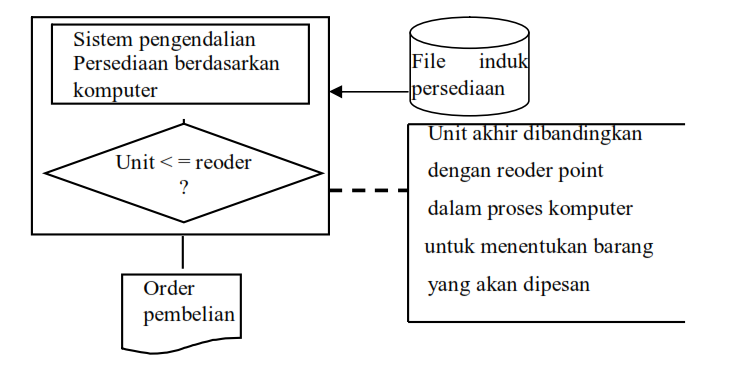 Sistem pengendalian
Persediaan berdasarkan
komputer
File induk
persediaan
Unit < = reoder
?
Unit akhir dibandingkan
dengan reoder point
dalam proses komputer
untuk menentukan barang
yang akan dipesan
Order
pembelian